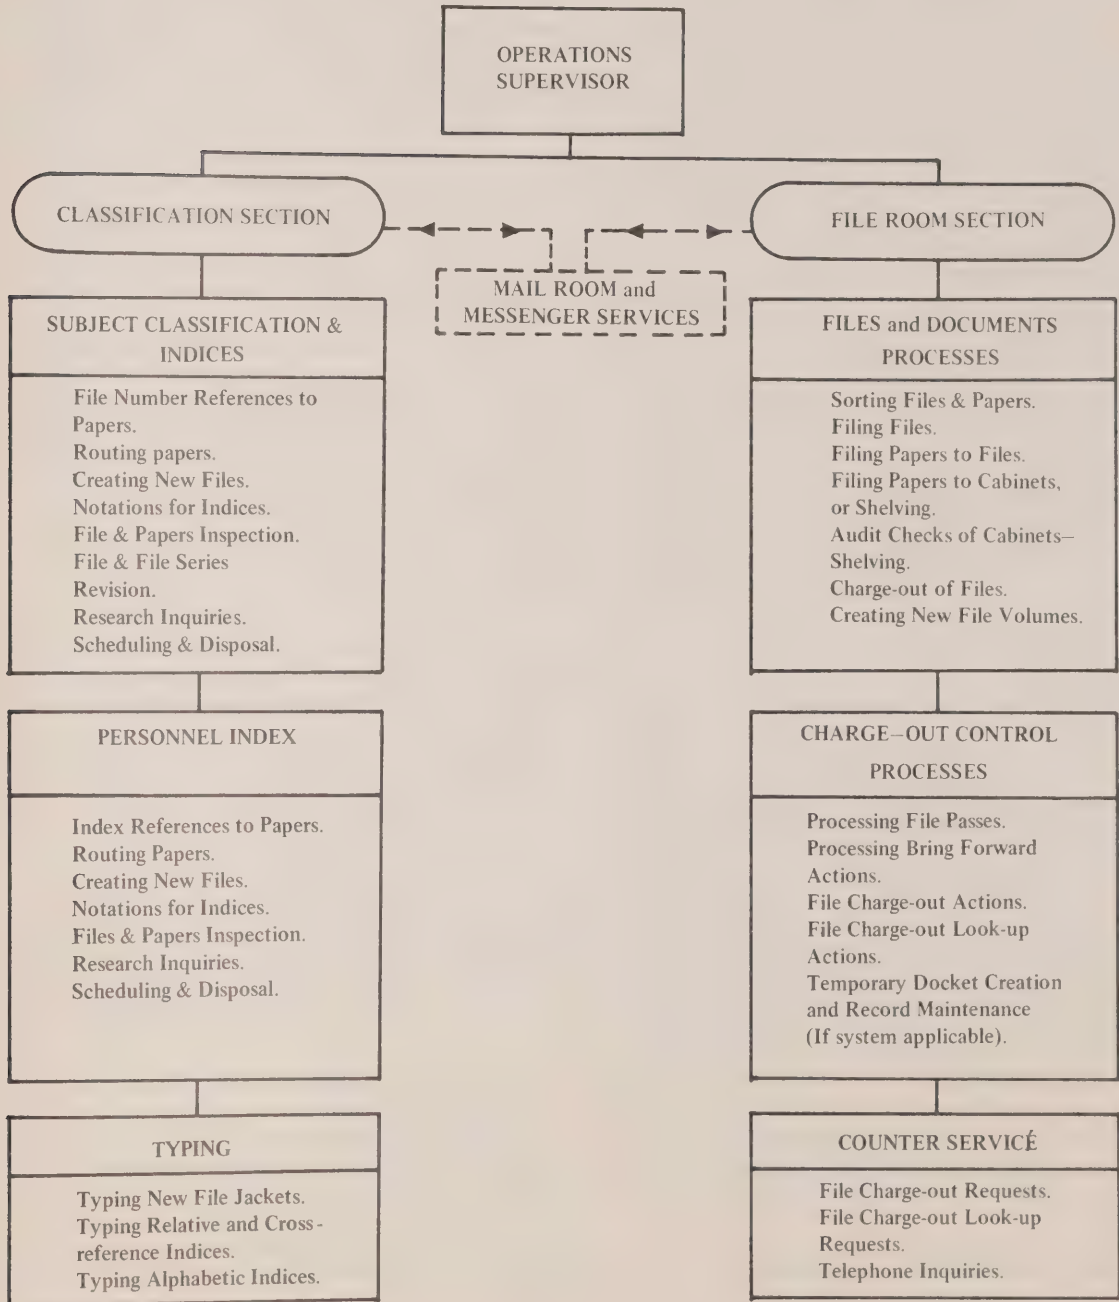 OPERATIONS
SUPERVISOR
CLASSIFICATION SECTION
FILE ROOM SECTION
MAIL ROOM and
MESSENGER SERVICES
SUBJECT CLASSIFICATION &
INDICES
File Number References to
Papers.
Routing papers.
Creating New Files.
Notations for Indices.
File & Papers Inspection.
File & File Series
Revision.
Research Inquiries.
Scheduling & Disposal.
PERSONNEL INDEX
Index References to Papers.
Routing Papers.
Creating New Files.
Notations for Indices.
Files & Papers Inspection.
Research Inquiries.
Scheduling & Disposal.
TYPING
Typing New File Jackets.
Typing Relative and Cross-
reference Indices.
Typing Alphabetic Indices.
FILES and DOCUMENTS
PROCESSES
Sorting Files & Papers.
Filing Files.
Filing Papers to Files.
Filing Papers to Cabinets,
or Shelving.
Audit Checks of Cabinets–
Shelving.
Charge-out of Files.
Creating New File Volumes.
CHARGE–OUT CONTROL
PROCESSES
Processing File Passes.
Processing Bring Forward
Actions.
File Charge-out Actions.
File Charge-out Look-up
Actions.
Temporary Docket Creation
and Record Maintenance
(If system applicable).
COUNTER SERVICÉ
File Charge-out Requests.
File Charge-out Look-up
Requests.
Telephone Inquiries.